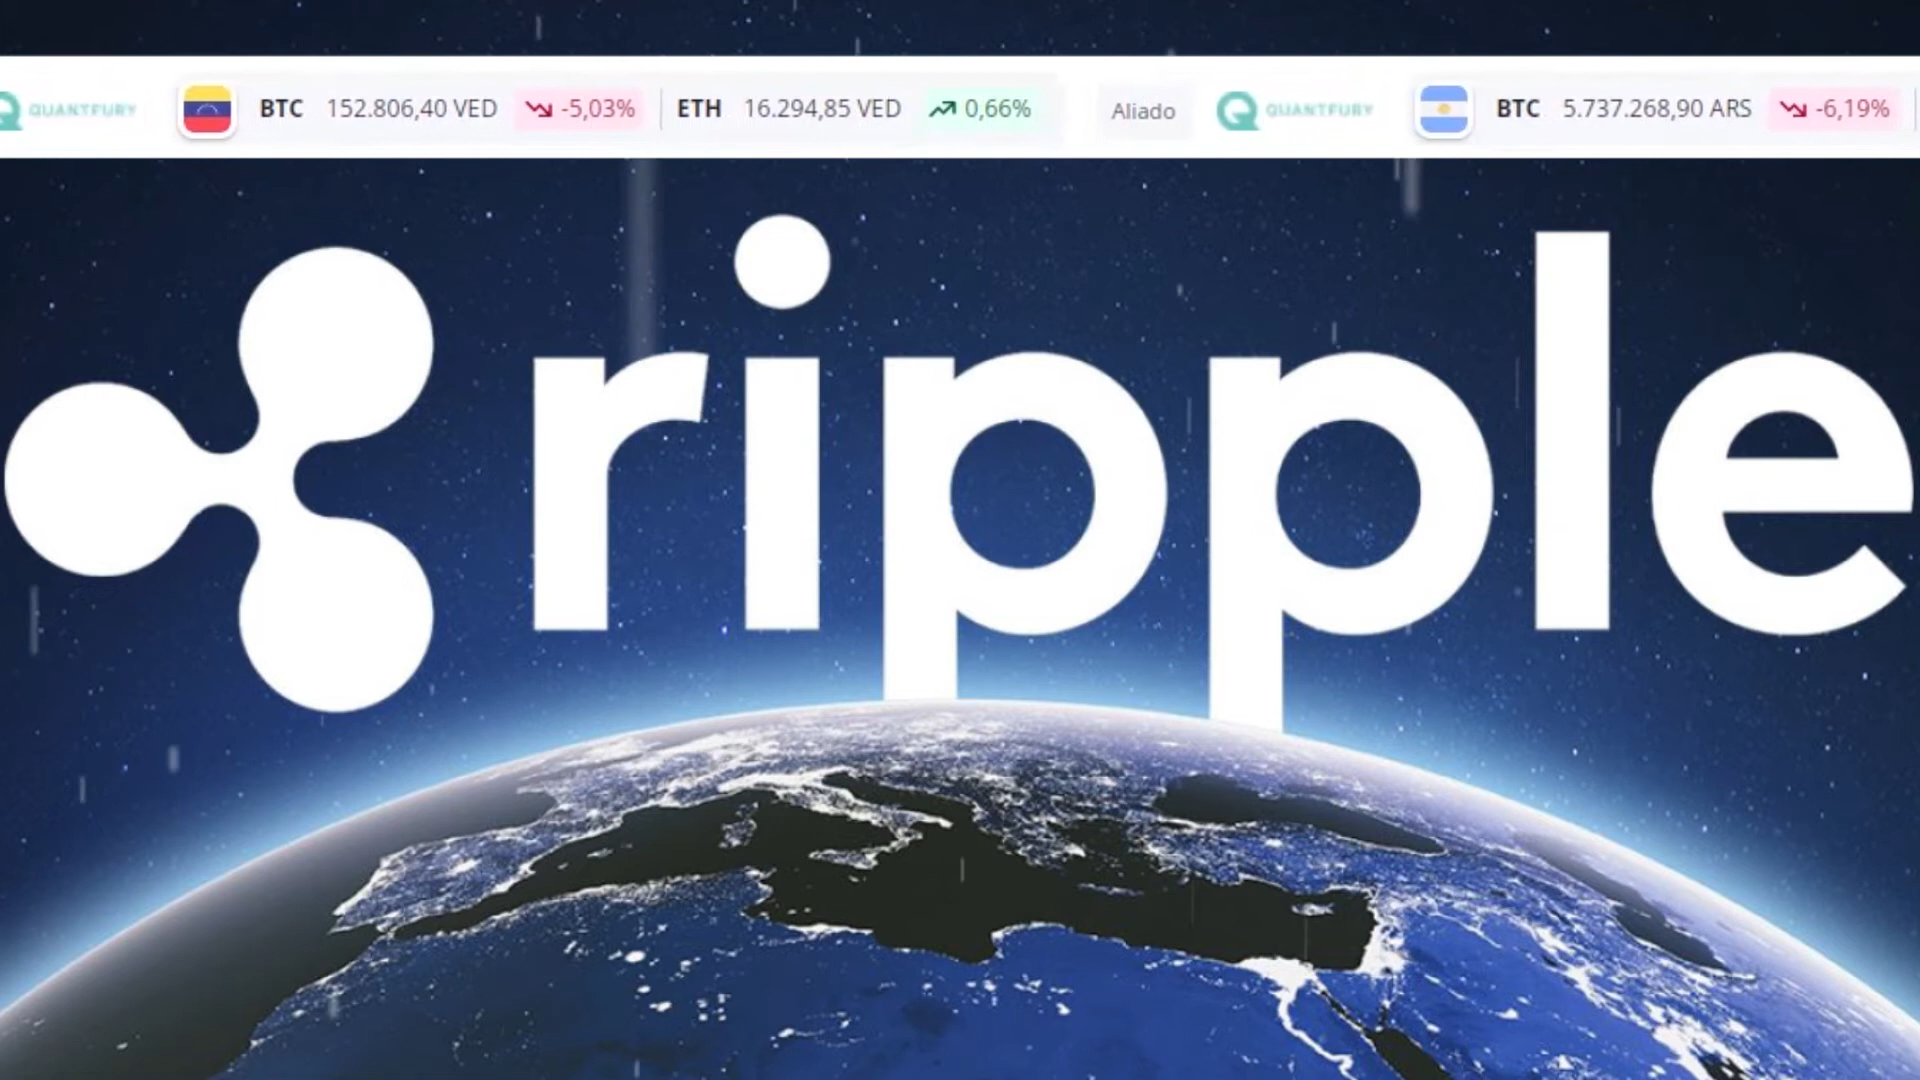 QUANTFURY BTC 152.806,40 VED -5,03% ETH 16.294,85 VED 0,66% Aliado QUANTFURY BTC 5.737.268,90 ARS -6,19%
ripple